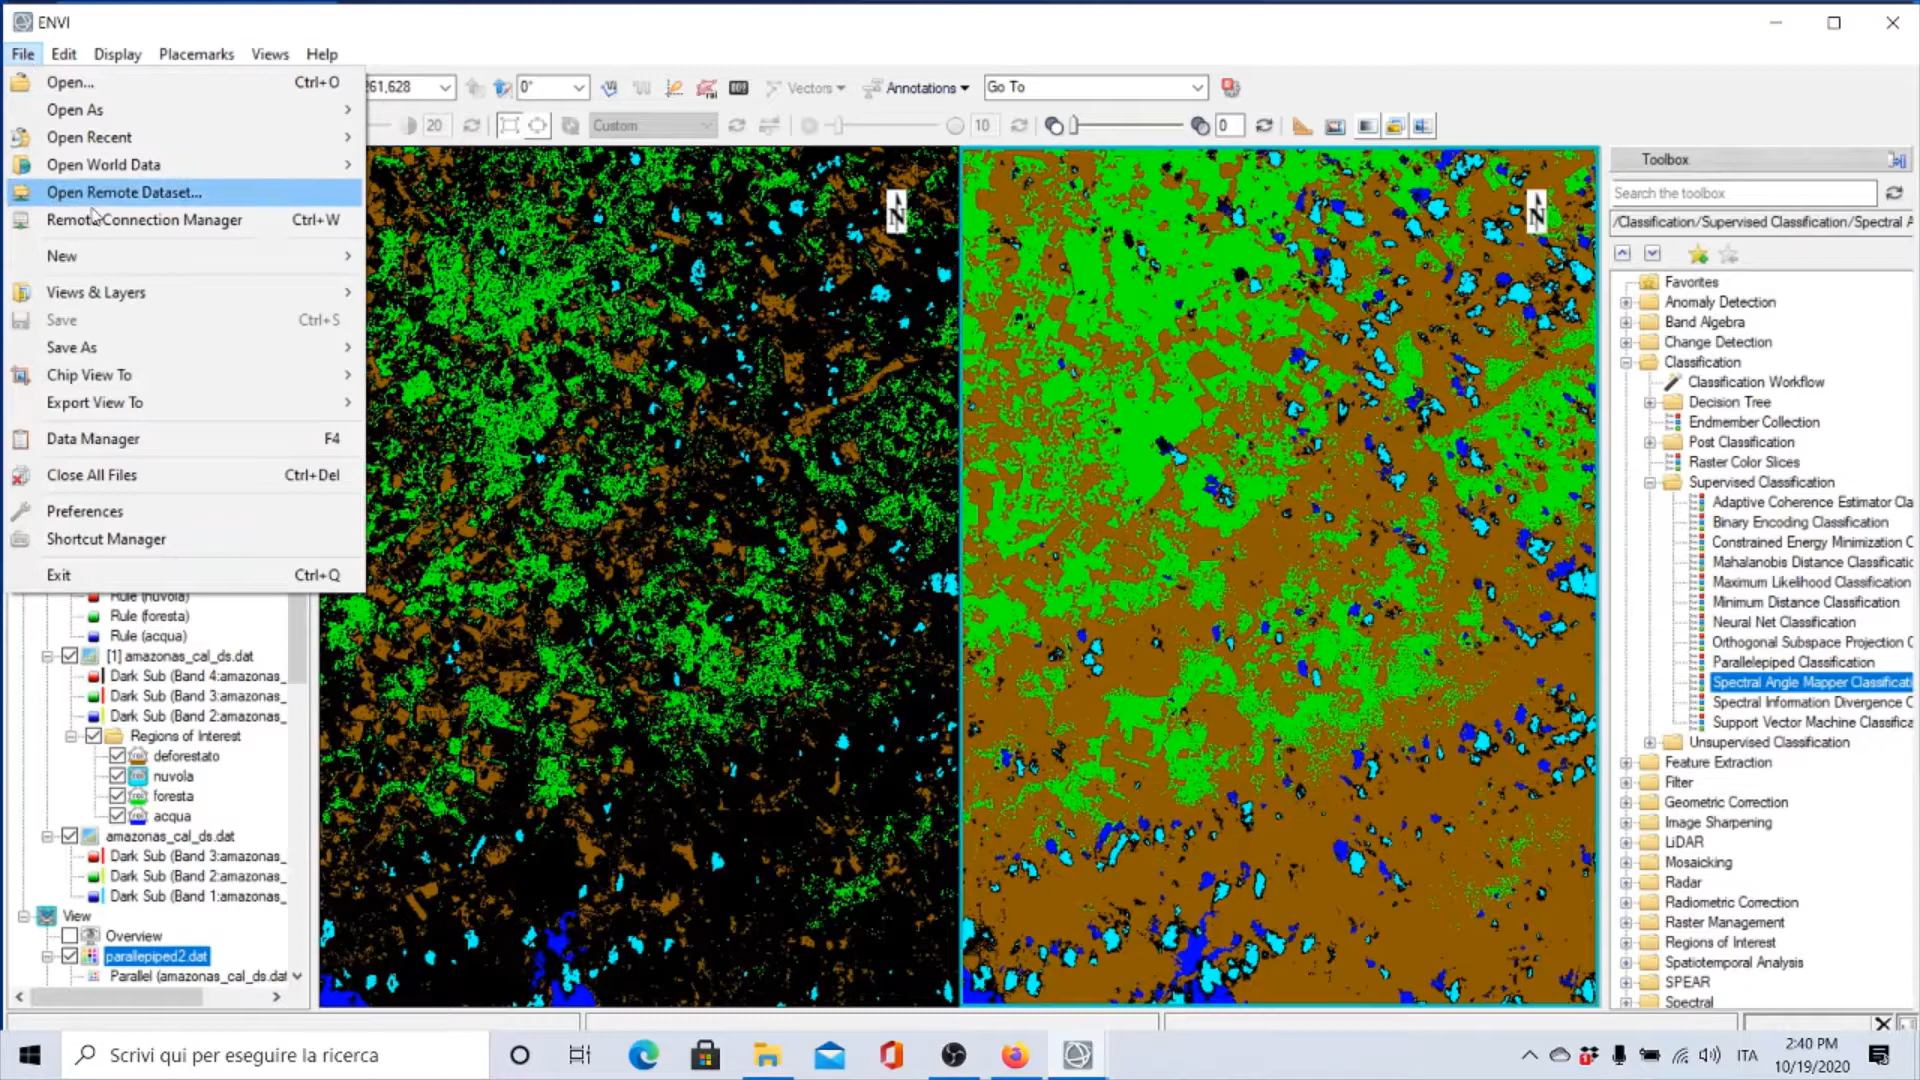 ENVI
File Edit Display Placemarks Views Help
Open... Ctrl+O
Open As
Open Recent
Open World Data
Open Remote Dataset...
Remote Connection Manager Ctrl+W
New
Views & Layers
Save Ctrl+S
Save As
Chip View To
Export View To
Data Manager F4
Close All Files Ctrl+Del
Preferences
Shortcut Manager
Exit Ctrl+Q
61,628 0° Vectors Annotations Go To
20 Custom 10 0
N
N
Rule (nuvola)
Rule (foresta)
Rule (acqua)
[1] amazonas_cal_ds.dat
Dark Sub (Band 4:amazonas_
Dark Sub (Band 3:amazonas_
Dark Sub (Band 2:amazonas_
Regions of Interest
deforestato
nuvola
foresta
acqua
amazonas_cal_ds.dat
Dark Sub (Band 3:amazonas_
Dark Sub (Band 2:amazonas_
Dark Sub (Band 1:amazonas_
View
Overview
parallepiped2.dat
Parallel (amazonas_cal_ds.dat
Toolbox
Search the toolbox
/Classification/Supervised Classification/Spectral A
Favorites
Anomaly Detection
Band Algebra
Change Detection
Classification
Classification Workflow
Decision Tree
Endmember Collection
Post Classification
Raster Color Slices
Supervised Classification
Adaptive Coherence Estimator Cla
Binary Encoding Classification
Constrained Energy Minimization C
Mahalanobis Distance Classificatic
Maximum Likelihood Classification
Minimum Distance Classification
Neural Net Classification
Orthogonal Subspace Projection C
Parallelepiped Classification
Spectral Angle Mapper Classificati
Spectral Information Divergence C
Support Vector Machine Classifica
Unsupervised Classification
Feature Extraction
Filter
Geometric Correction
Image Sharpening
LiDAR
Mosaicking
Radar
Radiometric Correction
Raster Management
Regions of Interest
Spatiotemporal Analysis
SPEAR
Spectral
Scrivi qui per eseguire la ricerca
ITA
2:40 PM
10/19/2020